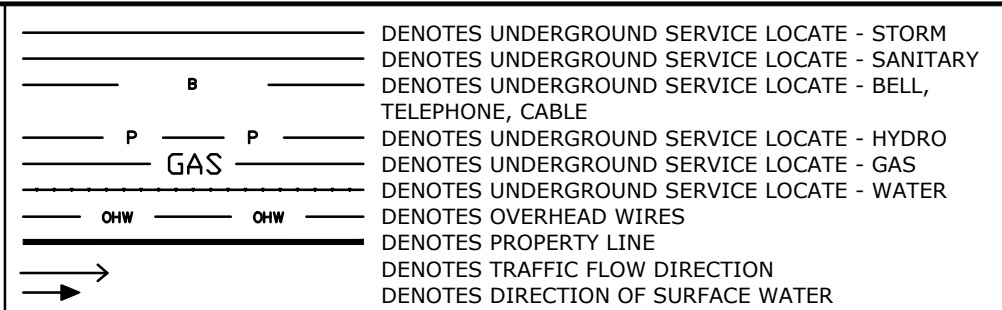 DENOTES UNDERGROUND SERVICE LOCATE - STORM
DENOTES UNDERGROUND SERVICE LOCATE - SANITARY
B DENOTES UNDERGROUND SERVICE LOCATE - BELL,
TELEPHONE, CABLE
P P DENOTES UNDERGROUND SERVICE LOCATE - HYDRO
GAS DENOTES UNDERGROUND SERVICE LOCATE - GAS
DENOTES UNDERGROUND SERVICE LOCATE - WATER
OHW OHW DENOTES OVERHEAD WIRES
DENOTES PROPERTY LINE
DENOTES TRAFFIC FLOW DIRECTION
DENOTES DIRECTION OF SURFACE WATER